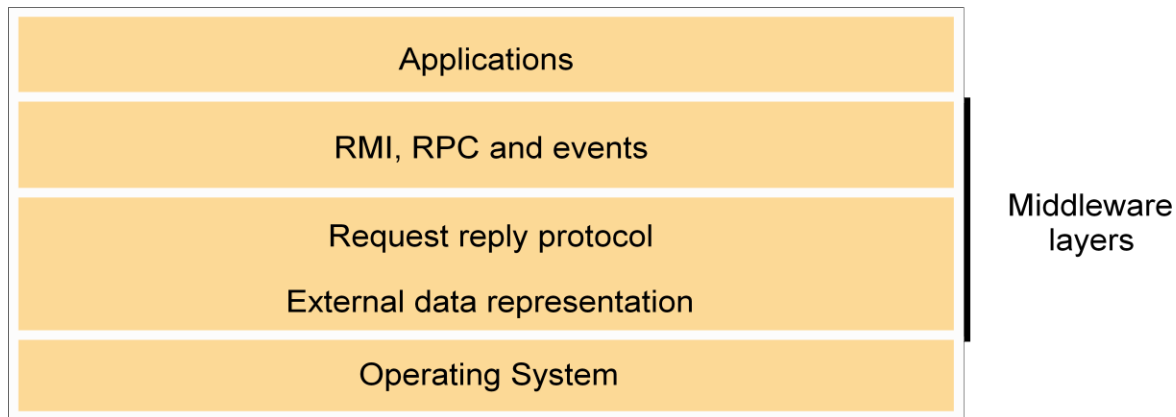 Applications
RMI, RPC and events
Request reply protocol
External data representation
Operating System
Middleware
layers